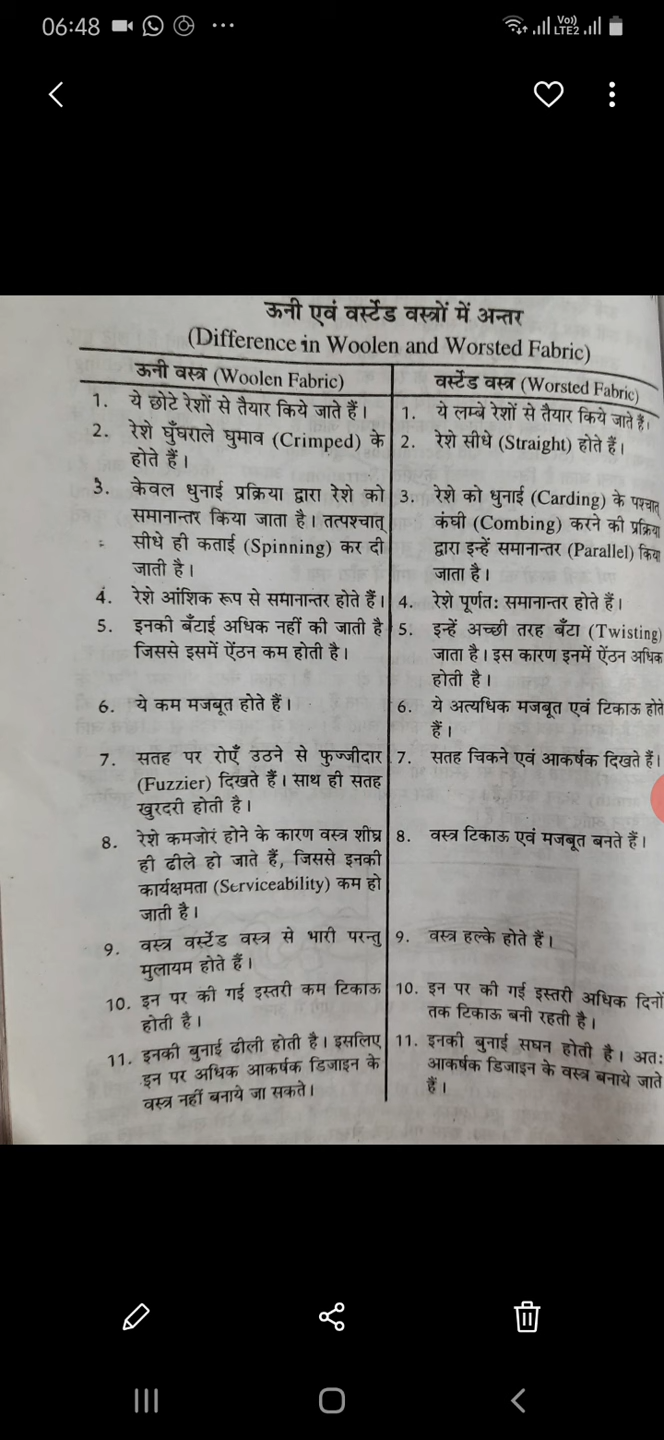 06:48
Vo))
LTE2
ऊनी एवं वर्स्टेड वस्त्रों में अन्तर
(Difference in Woolen and Worsted Fabric)
ऊनी वस्त्र (Woolen Fabric)
1. ये छोटे रेशों से तैयार किये जाते हैं।
2. रेशे घुँघराले घुमाव (Crimped) के
होते हैं।
3. केवल धुनाई प्रक्रिया द्वारा रेशे को
समानान्तर किया जाता है। तत्पश्चात्
सीधे ही कताई (Spinning) कर दी
जाती है।
4. रेशे आंशिक रूप से समानान्तर होते हैं।
5. इनकी बँटाई अधिक नहीं की जाती है
जिससे इसमें ऐंठन कम होती है।
6. ये कम मजबूत होते हैं।
7. सतह पर रोएँ उठने से फुज्जीदार
(Fuzzier) दिखते हैं। साथ ही सतह
खुरदरी होती है।
8. रेशे कमजोर होने के कारण वस्त्र शीघ्र
ही ढीले हो जाते हैं, जिससे इनकी
कार्यक्षमता (Serviceability) कम हो
जाती है।
9. वस्त्र वर्स्टेड वस्त्र से भारी परन्तु
मुलायम होते हैं।
10. इन पर की गई इस्तरी कम टिकाऊ
होती है।
11. इनकी बुनाई ढीली होती है। इसलिए
इन पर अधिक आकर्षक डिजाइन के
वस्त्र नहीं बनाये जा सकते।
वर्स्टेड वस्त्र (Worsted Fabric)
1. ये लम्बे रेशों से तैयार किये जाते हैं।
2. रेशे सीधे (Straight) होते हैं।
3. रेशे को धुनाई (Carding) के पश्चात्
कंघी (Combing) करने की प्रक्रिया
द्वारा इन्हें समानान्तर (Parallel) किया
जाता है।
4. रेशे पूर्णत: समानान्तर होते हैं।
5. इन्हें अच्छी तरह बँटा (Twisting)
जाता है। इस कारण इनमें ऐंठन अधिक
होती है।
6. ये अत्यधिक मजबूत एवं टिकाऊ होते
हैं।
7. सतह चिकने एवं आकर्षक दिखते हैं।
8. वस्त्र टिकाऊ एवं मजबूत बनते हैं।
9. वस्त्र हल्के होते हैं।
10. इन पर की गई इस्तरी अधिक दिनों
तक टिकाऊ बनी रहती है।
11. इनकी बुनाई सघन होती है। अत:
आकर्षक डिजाइन के वस्त्र बनाये जाते
हैं।